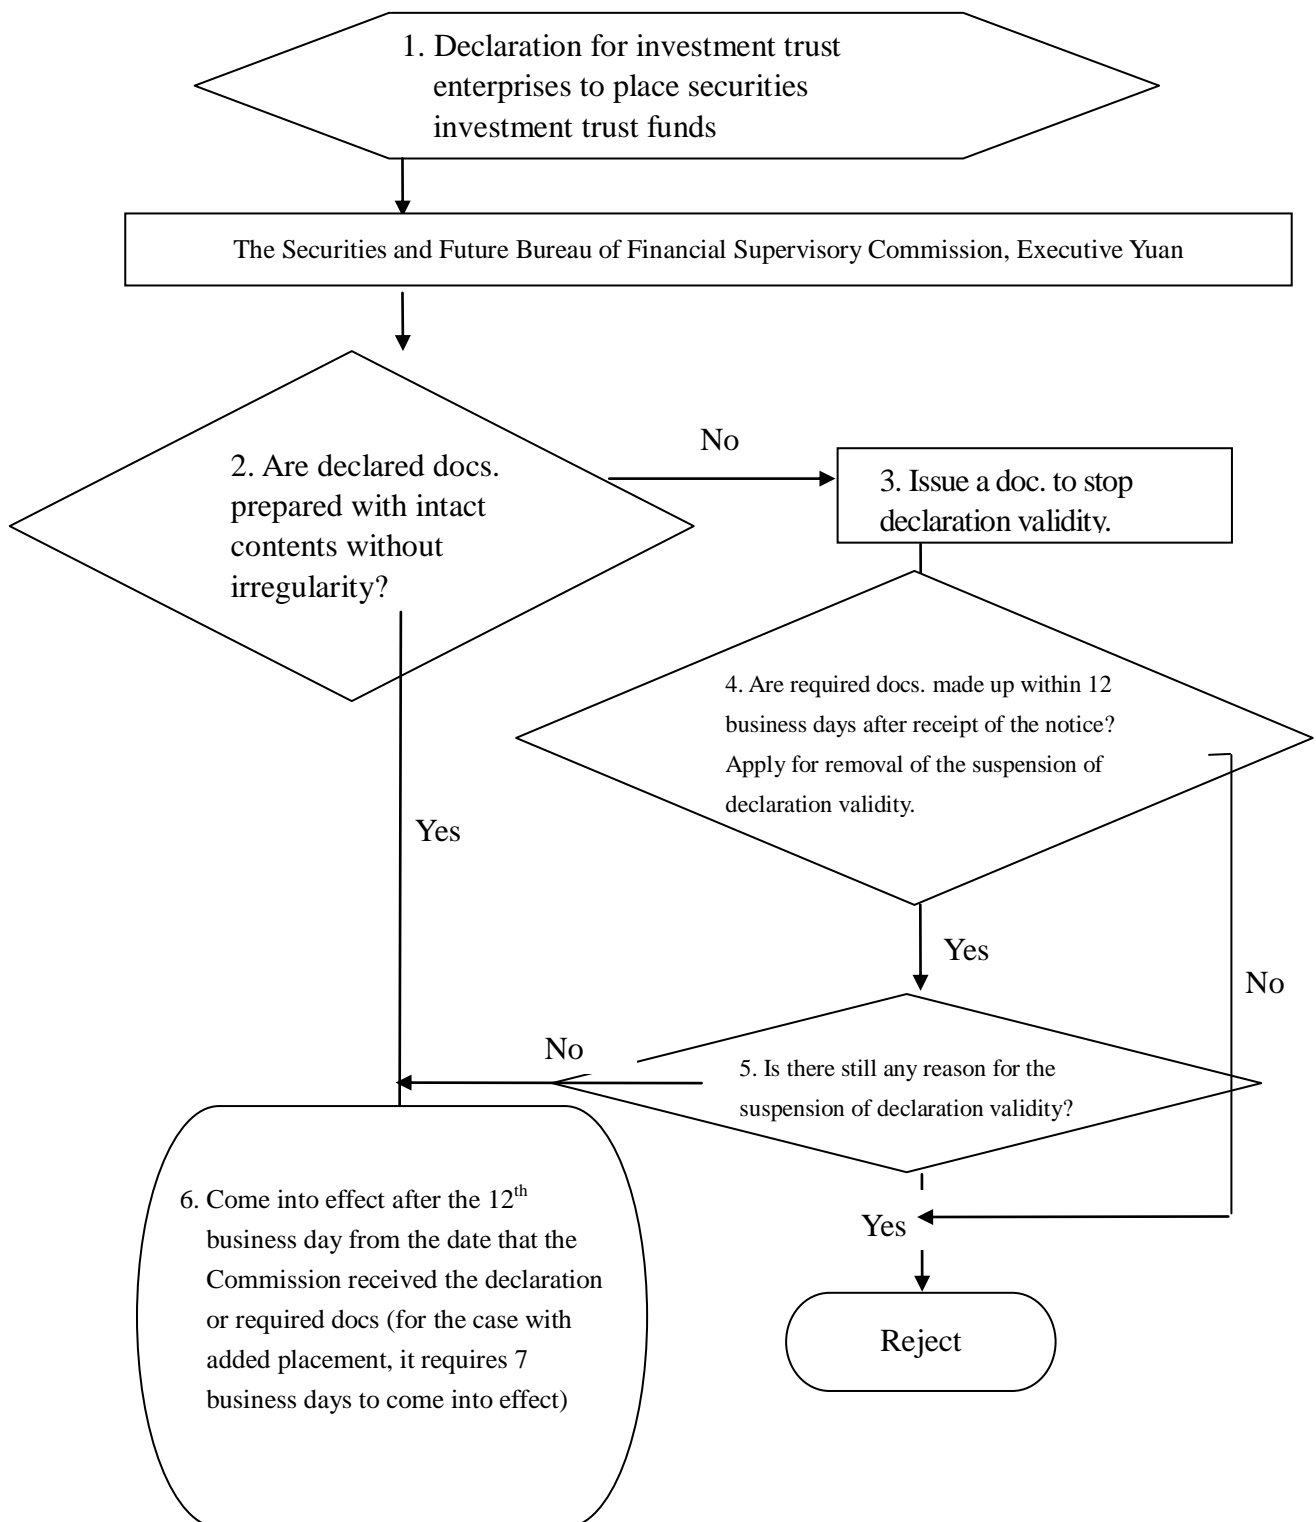 1. Declaration for investment trust
enterprises to place securities
investment trust funds
The Securities and Future Bureau of Financial Supervisory Commission, Executive Yuan
No
2. Are declared docs.
prepared with intact
contents without
irregularity?
3. Issue a doc. to stop
declaration validity.
4. Are required docs. made up within 12
business days after receipt of the notice?
Apply for removal of the suspension of
declaration validity.
Yes
Yes
No
No
5. Is there still any reason for the
suspension of declaration validity?
6. Come into effect after the 12th
business day from the date that the
Commission received the declaration
or required docs (for the case with
added placement, it requires 7
business days to come into effect)
Yes
Reject